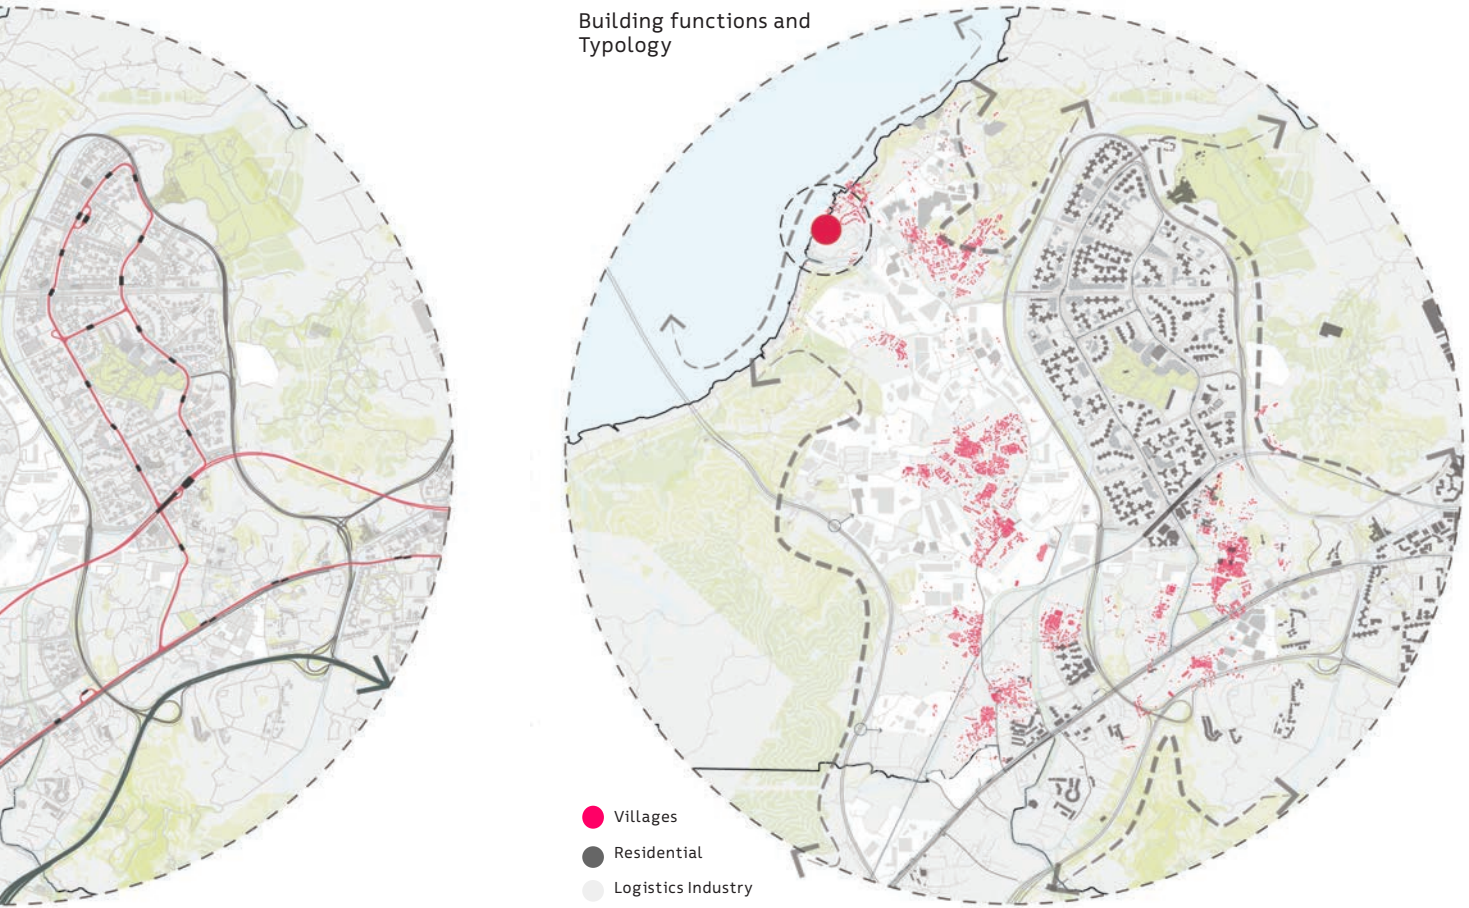 Building functions and
Typology
Villages
Residential
Logistics Industry